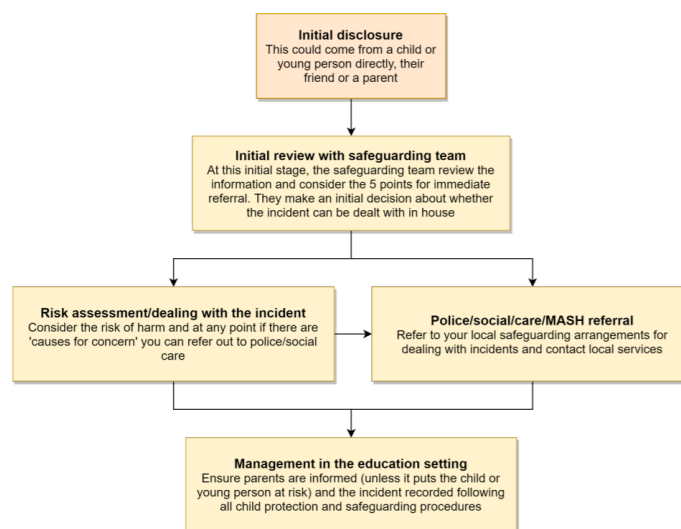 Initial disclosure
This could come from a child or
young person directly, their
friend or a parent
Initial review with safeguarding team
At this initial stage, the safeguarding team review the
information and consider the 5 points for immediate
referral. They make an initial decision about whether
the incident can be dealt with in house
Risk assessment/dealing with the incident
Consider the risk of harm and at any point if there are
'causes for concern' you can refer out to police/social
care
Police/social/care/MASH referral
Refer to your local safeguarding arrangements for
dealing with incidents and contact local services
Management in the education setting
Ensure parents are informed (unless it puts the child or
young person at risk) and the incident recorded following
all child protection and safeguarding procedures